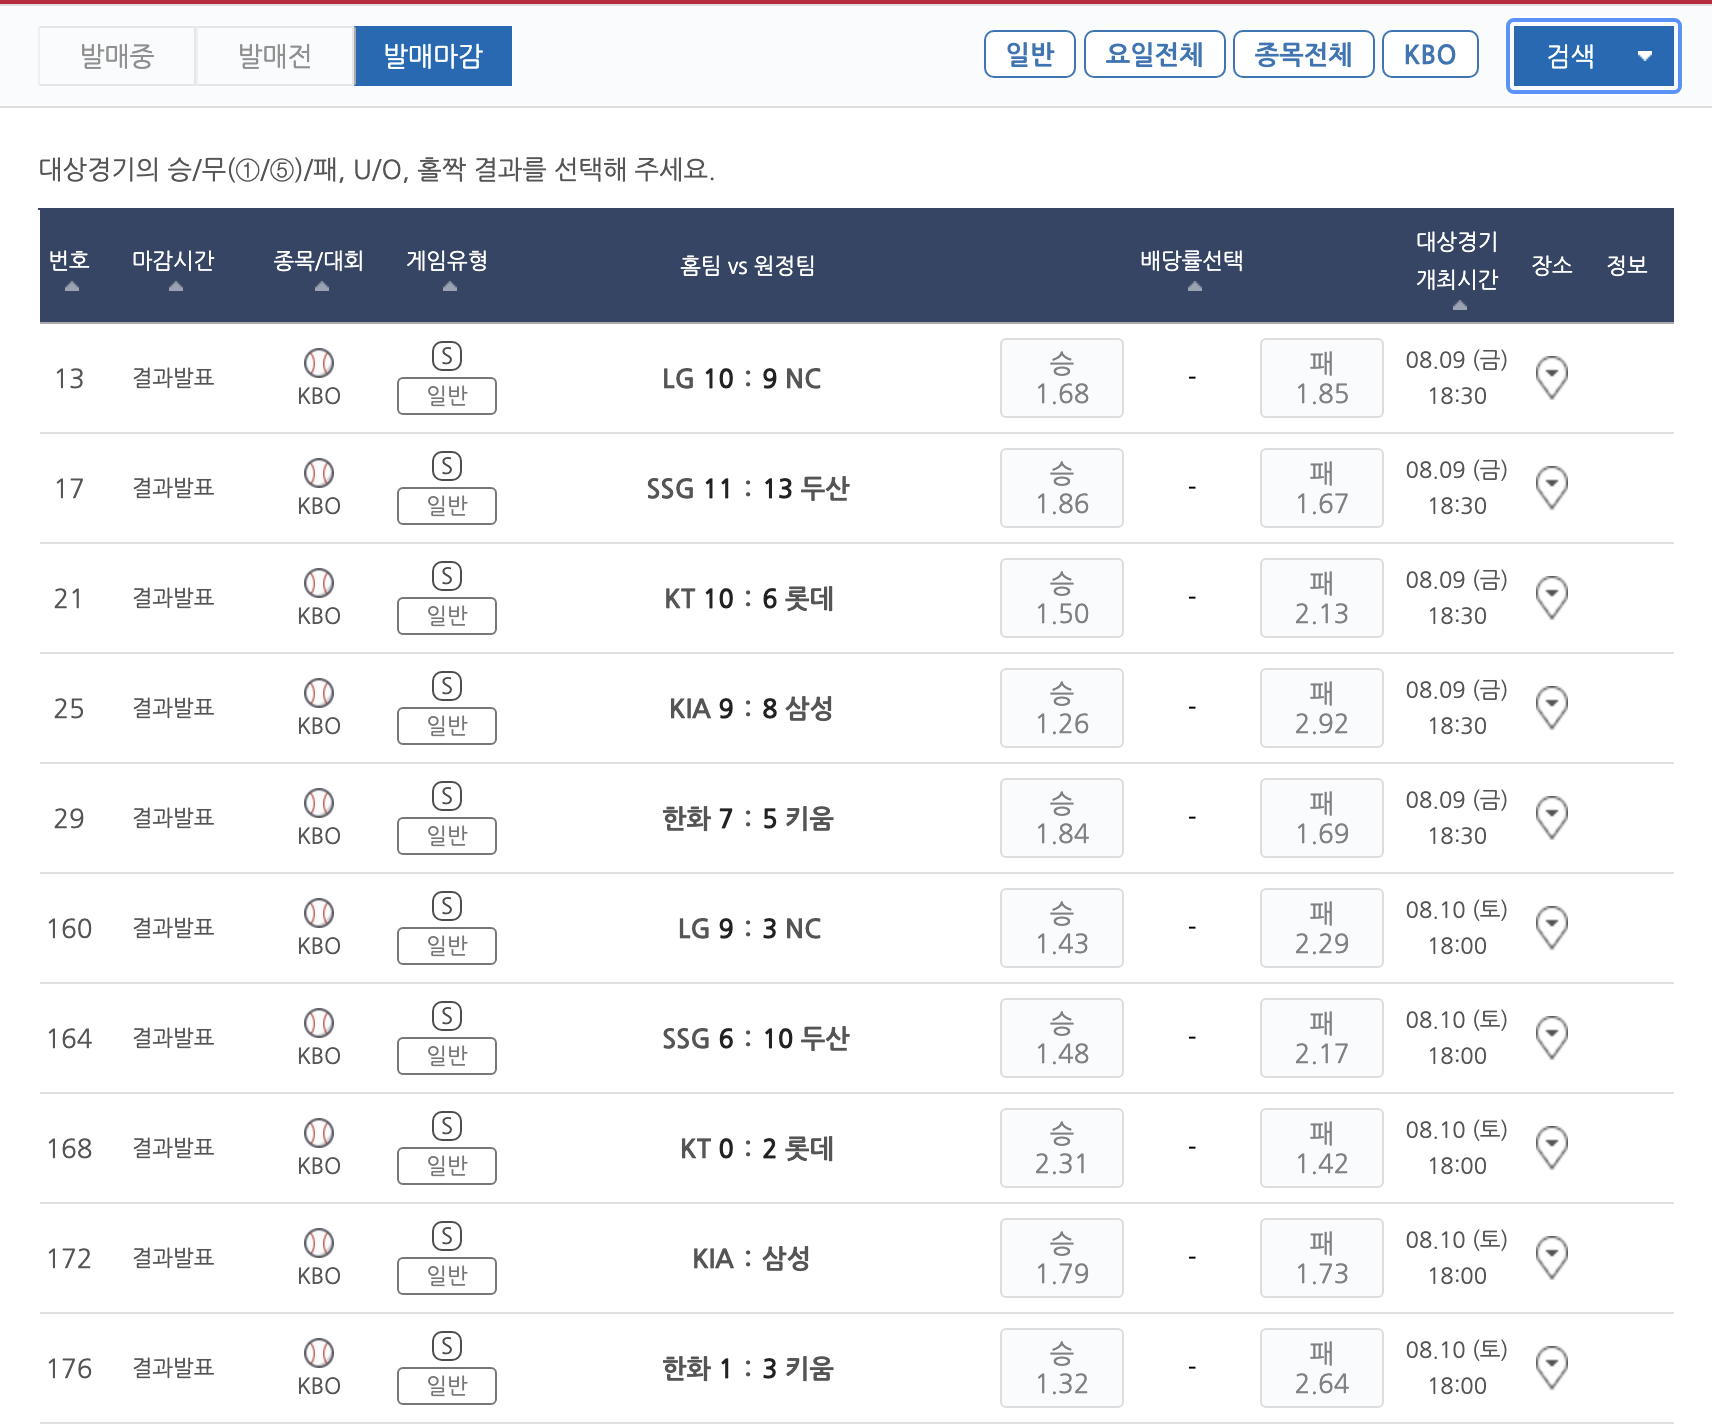 발매중 발매전 발매마감 일반 요일전체 종목전체 KBO 검색
대상경기의 승/무(①/⑤)/패, U/O, 홀짝 결과를 선택해 주세요.
번호 마감시간 종목/대회 게임유형 홈팀 vs 원정팀 배당률선택 대상경기 개최시간 장소 정보
13 결과발표 KBO S 일반 LG 10 : 9 NC 승 1.68 - 패 1.85 08.09 (금) 18:30
17 결과발표 KBO S 일반 SSG 11 : 13 두산 승 1.86 - 패 1.67 08.09 (금) 18:30
21 결과발표 KBO S 일반 KT 10 : 6 롯데 승 1.50 - 패 2.13 08.09 (금) 18:30
25 결과발표 KBO S 일반 KIA 9 : 8 삼성 승 1.26 - 패 2.92 08.09 (금) 18:30
29 결과발표 KBO S 일반 한화 7 : 5 키움 승 1.84 - 패 1.69 08.09 (금) 18:30
160 결과발표 KBO S 일반 LG 9 : 3 NC 승 1.43 - 패 2.29 08.10 (토) 18:00
164 결과발표 KBO S 일반 SSG 6 : 10 두산 승 1.48 - 패 2.17 08.10 (토) 18:00
168 결과발표 KBO S 일반 KT 0 : 2 롯데 승 2.31 - 패 1.42 08.10 (토) 18:00
172 결과발표 KBO S 일반 KIA : 삼성 승 1.79 - 패 1.73 08.10 (토) 18:00
176 결과발표 KBO S 일반 한화 1 : 3 키움 승 1.32 - 패 2.64 08.10 (토) 18:00